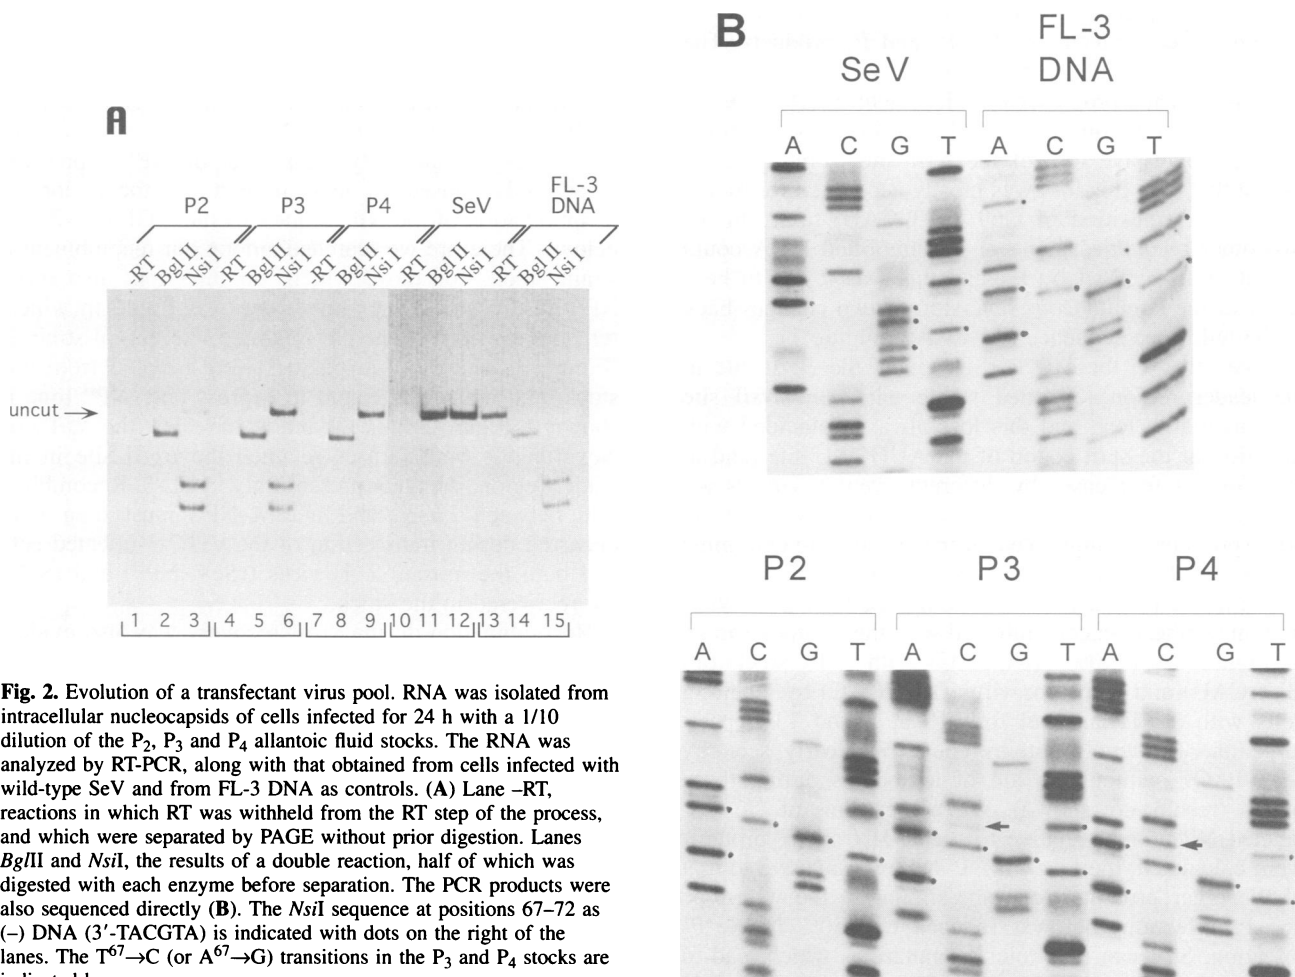 A
P2 P3 P4 SeV FL-3 DNA
-RT Bgl II Nsi I -RT Bgl II Nsi I -RT Bgl II Nsi I -RT Bgl II Nsi I -RT Bgl II Nsi I
uncut
1 2 3 4 5 6 7 8 9 10 11 12 13 14 15
Fig. 2. Evolution of a transfectant virus pool. RNA was isolated from
intracellular nucleocapsids of cells infected for 24 h with a 1/10
dilution of the P2, P3 and P4 allantoic fluid stocks. The RNA was
analyzed by RT-PCR, along with that obtained from cells infected with
wild-type SeV and from FL-3 DNA as controls. (A) Lane –RT,
reactions in which RT was withheld from the RT step of the process,
and which were separated by PAGE without prior digestion. Lanes
BglII and NsiI, the results of a double reaction, half of which was
digested with each enzyme before separation. The PCR products were
also sequenced directly (B). The NsiI sequence at positions 67–72 as
(–) DNA (3′-TACGTA) is indicated with dots on the right of the
lanes. The T67→C (or A67→G) transitions in the P3 and P4 stocks are
B
SeV FL-3 DNA
A C G T A C G T
P2 P3 P4
A C G T A C G T A C G T